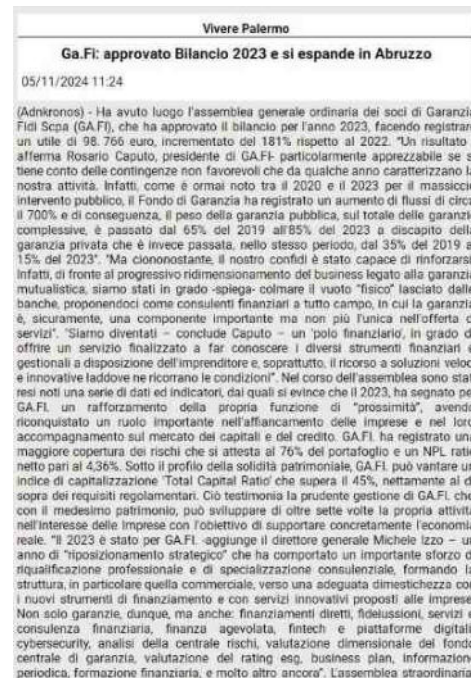 Vivere Palermo
Ga.Fi: approvato Bilancio 2023 e si espande in Abruzzo
05/11/2024 11:24
(Adnkronos) - Ha avuto luogo l'assemblea generale ordinaria dei soci di Garanzia
Fidi Scpa (GA.FI), che ha approvato il bilancio per l'anno 2023, facendo registrar
un utile di 98. 766 euro, incrementato del 181% rispetto al 2022. "Un risultato
afferma Rosario Caputo, presidente di GA.FI- particolarmente apprezzabile se s
tiene conto delle contingenze non favorevoli che da qualche anno caratterizzano l
nostra attività. Infatti, come è ormai noto tra il 2020 e il 2023 per il massicci
intervento pubblico, il Fondo di Garanzia ha registrato un aumento di flussi di circ
il 700% e di conseguenza, il peso della garanzia pubblica, sul totale delle garanzi
complessive, è passato dal 65% del 2019 all'85% del 2023 a discapito dell
garanzia privata che è invece passata, nello stesso periodo, dal 35% del 2019 a
15% del 2023". "Ma ciononostante, il nostro confidi è stato capace di rinforzarsi
Infatti, di fronte al progressivo ridimensionamento del business legato alla garanzi
mutualistica, siamo stati in grado -spiega- colmare il vuoto "fisico" lasciato dall
banche, proponendoci come consulenti finanziari a tutto campo, in cui la garanzi
è, sicuramente, una componente importante ma non più l'unica nell'offerta d
servizi". "Siamo diventati – conclude Caputo – un 'polo finanziario', in grado d
offrire un servizio finalizzato a far conoscere i diversi strumenti finanziari e
gestionali a disposizione dell'imprenditore e, soprattutto, il ricorso a soluzioni veloc
e innovative laddove ne ricorrano le condizioni". Nel corso dell'assemblea sono stat
resi noti una serie di dati ed indicatori, dai quali si evince che il 2023, ha segnato pe
GA.FI. un rafforzamento della propria funzione di "prossimità", avend
riconquistato un ruolo importante nell'affiancamento delle imprese e nel lor
accompagnamento sul mercato dei capitali e del credito. GA.FI. ha registrato un
maggiore copertura dei rischi che si attesta al 76% del portafoglio e un NPL rati
netto pari al 4,36%. Sotto il profilo della solidità patrimoniale, GA.FI. può vantare u
indice di capitalizzazione 'Total Capital Ratio' che supera il 45%, nettamente al d
sopra dei requisiti regolamentari. Ciò testimonia la prudente gestione di GA.FI. che
con il medesimo patrimonio, può sviluppare di oltre sette volte la propria attivit
nell'interesse delle Imprese con l'obiettivo di supportare concretamente l'economi
reale. "Il 2023 è stato per GA.FI. -aggiunge il direttore generale Michele Izzo – u
anno di "riposizionamento strategico" che ha comportato un importante sforzo d
riqualificazione professionale e di specializzazione consulenziale, formando l
struttura, in particolare quella commerciale, verso una adeguata dimestichezza co
i nuovi strumenti di finanziamento e con servizi innovativi proposti alle imprese
Non solo garanzie, dunque, ma anche: finanziamenti diretti, fideiussioni, servizi e
consulenza finanziaria, finanza agevolata, fintech e piattaforme digitali
cybersecurity, analisi della centrale rischi, valutazione dimensionale del fond
centrale di garanzia, valutazione del rating esg, business plan, informazion
periodica, formazione finanziaria, e molto altro ancora". L'assemblea straordinaria